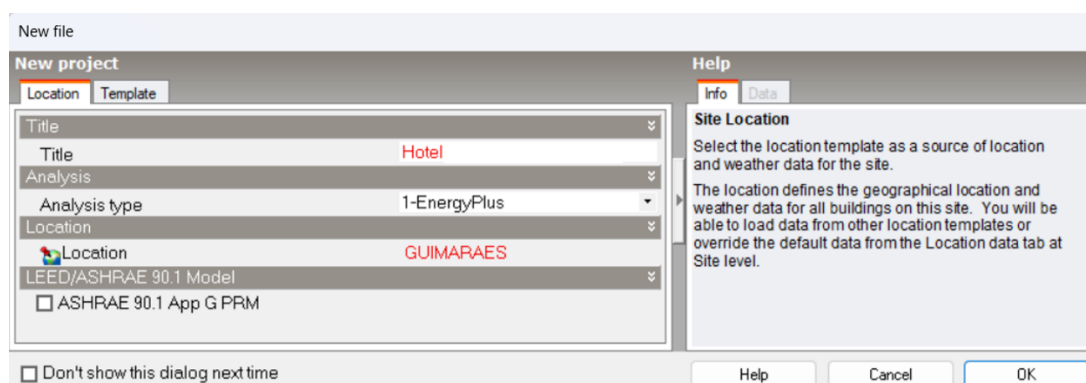 New file
New project
Location Template
Title
Title Hotel
Analysis
Analysis type 1-EnergyPlus
Location
Location GUIMARAES
LEED/ASHRAE 90.1 Model
ASHRAE 90.1 App G PRM
Don't show this dialog next time
Help
Info Data
Site Location
Select the location template as a source of location
and weather data for the site.
The location defines the geographical location and
weather data for all buildings on this site. You will be
able to load data from other location templates or
override the default data from the Location data tab at
Site level.
Help Cancel OK